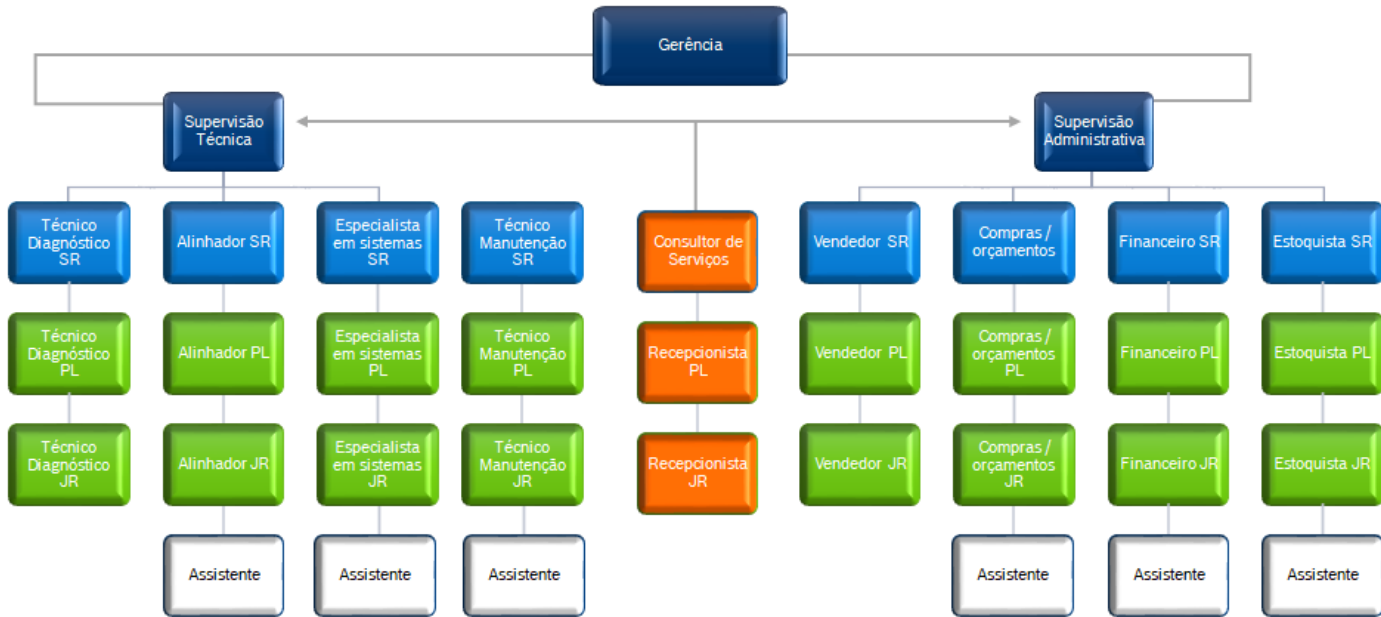 Gerência
Supervisão
Técnica
Supervisão
Administrativa
Técnico
Diagnóstico
SR
Alinhador SR
Especialista
em sistemas
SR
Técnico
Manutenção
SR
Consultor de
Serviços
Vendedor SR
Compras /
orçamentos
Financeiro SR
Estoquista SR
Técnico
Diagnóstico
PL
Alinhador PL
Especialista
em sistemas
PL
Técnico
Manutenção
PL
Recepcionista
PL
Vendedor PL
Compras /
orçamentos
PL
Financeiro PL
Estoquista PL
Técnico
Diagnóstico
JR
Alinhador JR
Especialista
em sistemas
JR
Técnico
Manutenção
JR
Recepcionista
JR
Vendedor JR
Compras /
orçamentos
JR
Financeiro JR
Estoquista JR
Assistente
Assistente
Assistente
Assistente
Assistente
Assistente